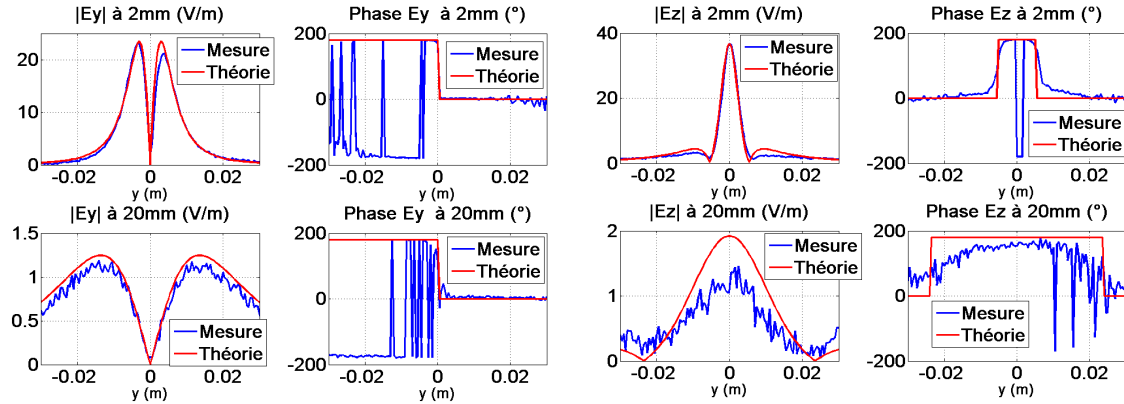 |Ey| à 2mm (V/m)
20
10
0
-0.02
0
0.02
y (m)
Mesure
Théorie
Phase Ey à 2mm (°)
200
0
-200
-0.02
0
0.02
y (m)
Mesure
Théorie
|Ez| à 2mm (V/m)
40
20
0
-0.02
0
0.02
y (m)
Mesure
Théorie
Phase Ez à 2mm (°)
200
0
-200
-0.02
0
0.02
y (m)
Mesure
Théorie
|Ey| à 20mm (V/m)
1.5
1
0.5
0
-0.02
0
0.02
y (m)
Mesure
Théorie
Phase Ey à 20mm (°)
200
0
-200
-0.02
0
0.02
y (m)
Mesure
Théorie
|Ez| à 20mm (V/m)
2
1
0
-0.02
0
0.02
y (m)
Mesure
Théorie
Phase Ez à 20mm (°)
200
0
-200
-0.02
0
0.02
y (m)
Mesure
Théorie